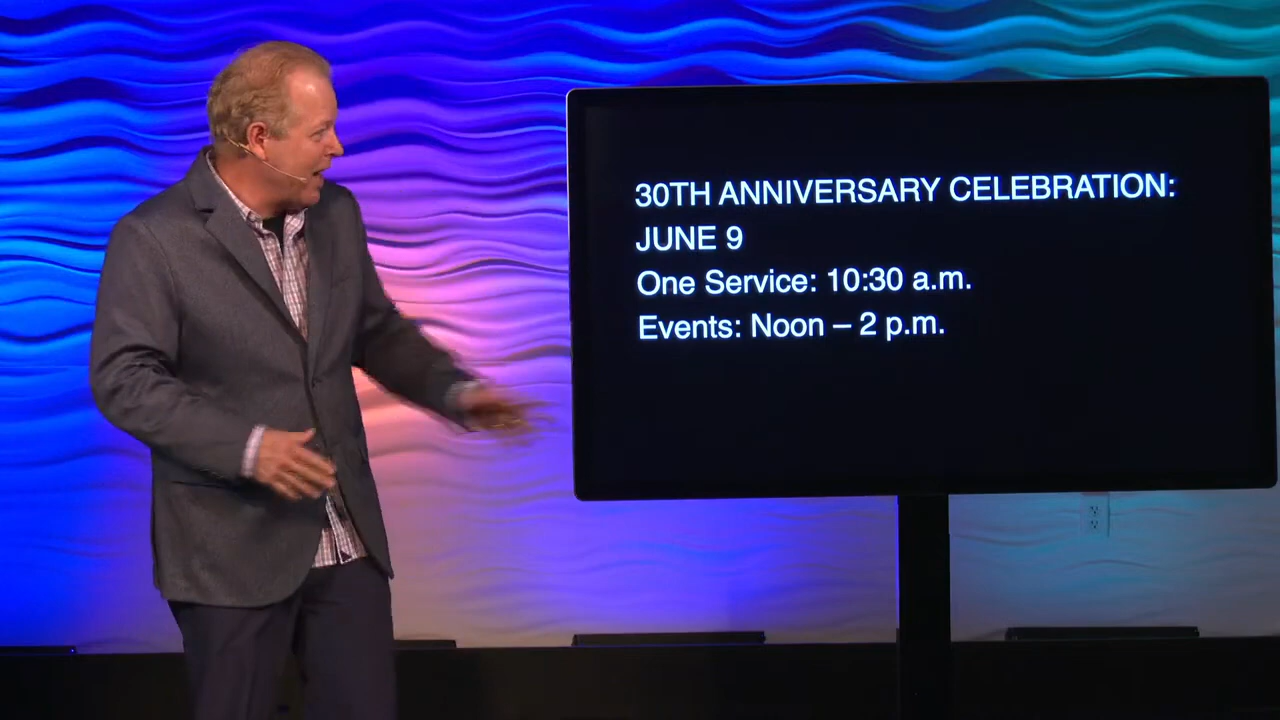 30TH ANNIVERSARY CELEBRATION:
JUNE 9
One Service: 10:30 a.m.
Events: Noon – 2 p.m.